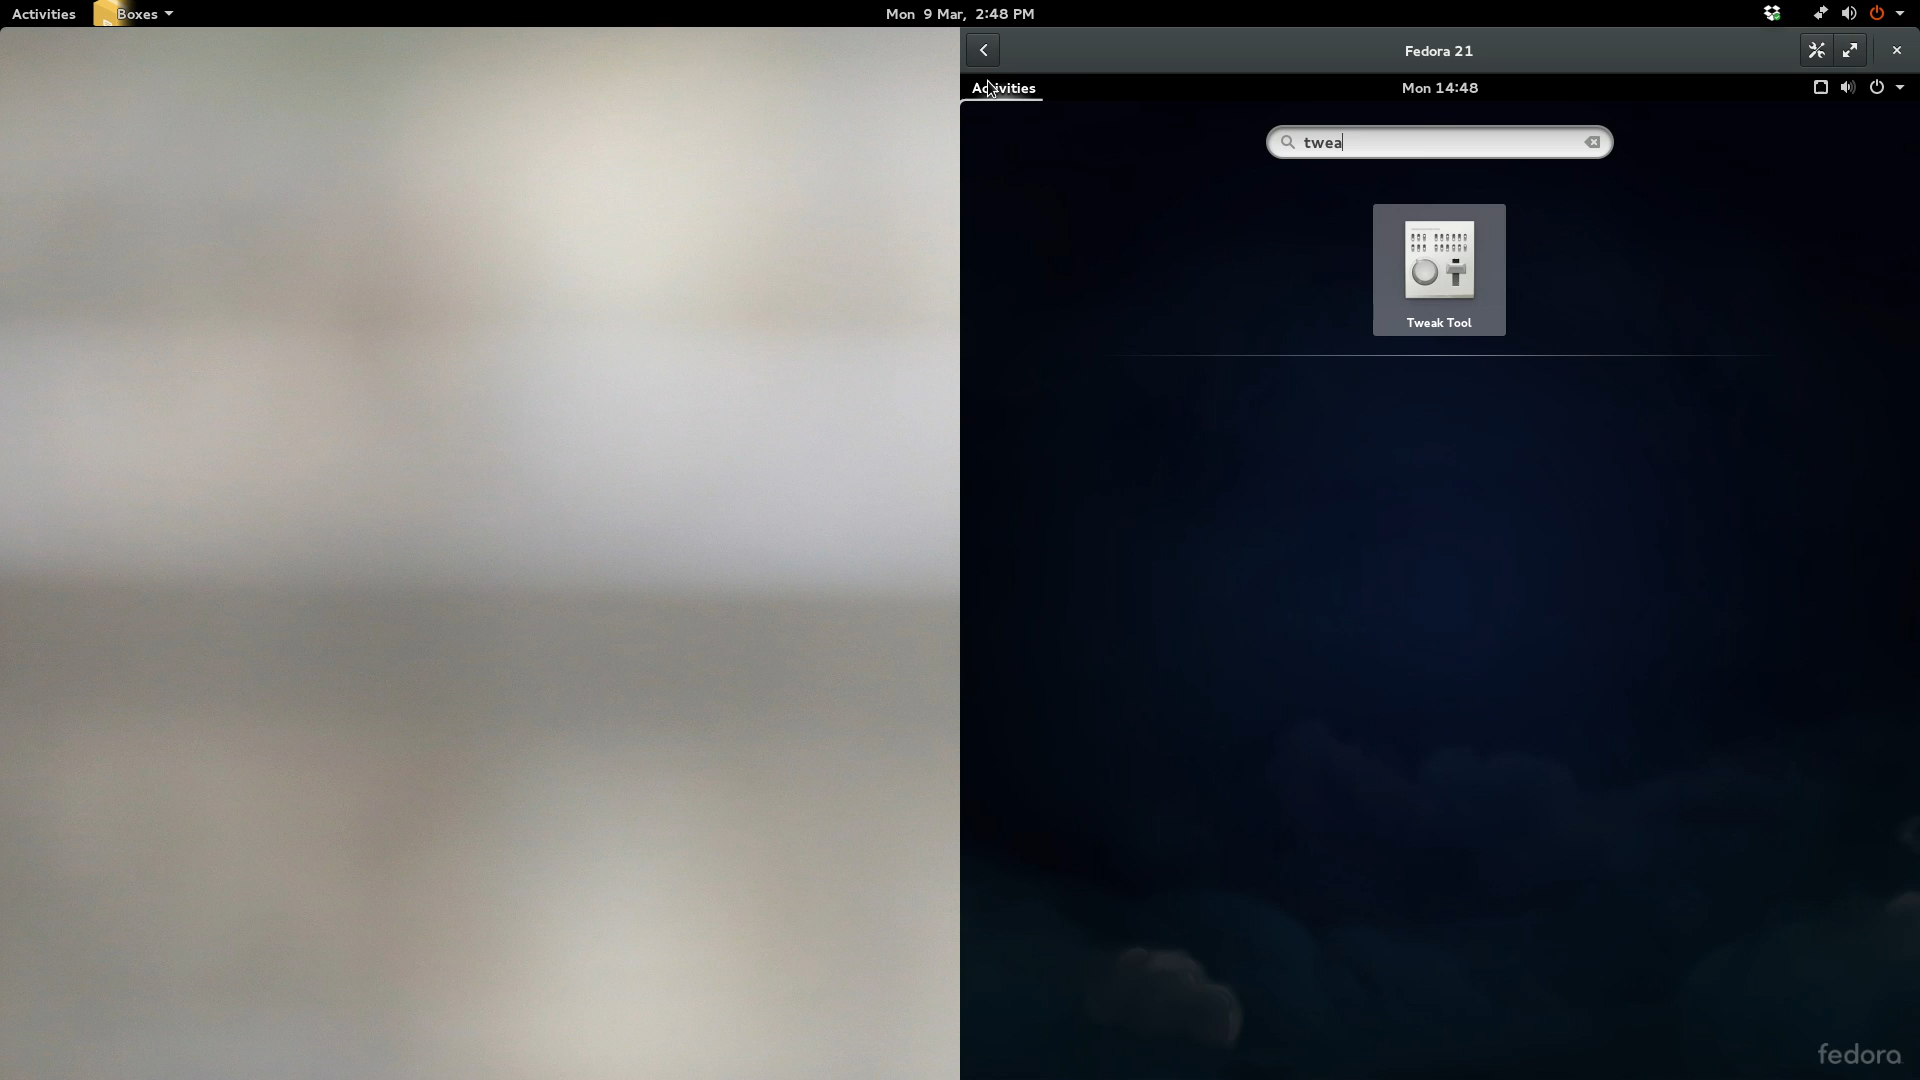 Activities Boxes Mon 9 Mar, 2:48 PM
Fedora 21
Activities Mon 14:48
twea
Tweak Tool
fedora